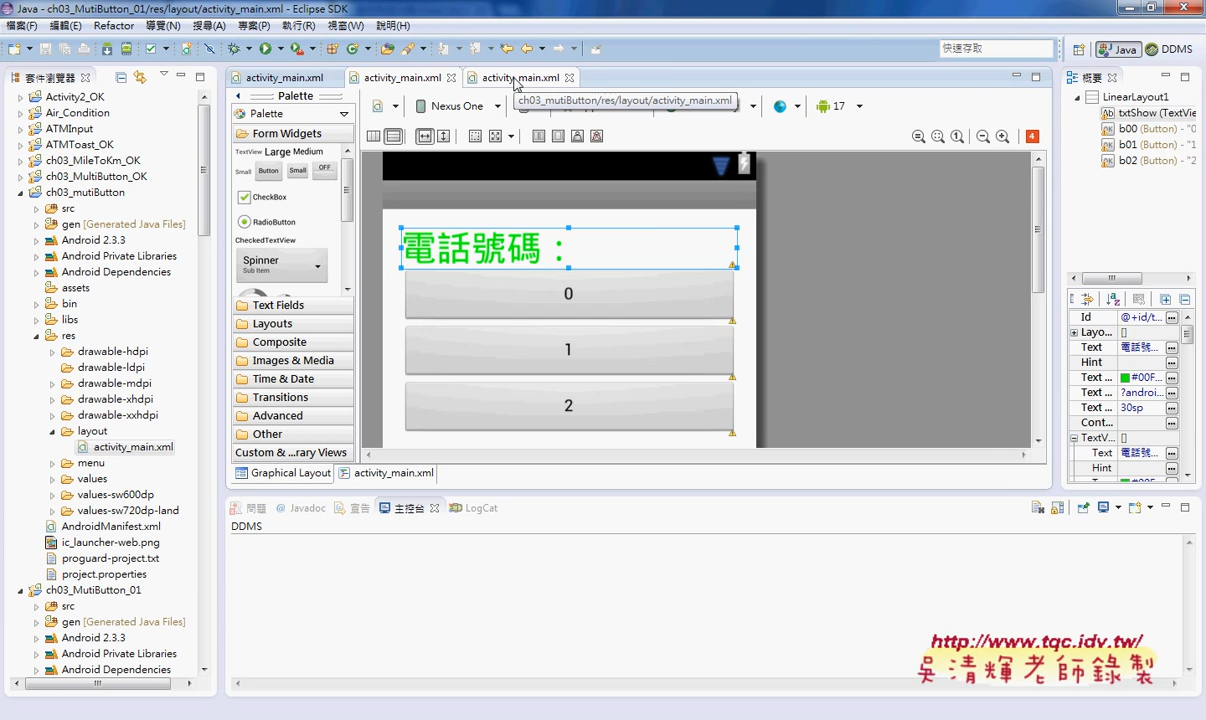 Java - ch03_MutiButton_01/res/layout/activity_main.xml - Eclipse SDK
檔案(F) 編輯(E) Refactor 導覽(N) 搜尋(A) 專案(P) 執行(R) 視窗(W) 說明(H)
快速存取 Java DDMS
套件瀏覽器
Activity2_OK
Air_Condition
ATMInput
ATMToast_OK
ch03_MileToKm_OK
ch03_MultiButton_OK
ch03_mutiButton
src
gen [Generated Java Files]
Android 2.3.3
Android Private Libraries
Android Dependencies
assets
bin
libs
res
drawable-hdpi
drawable-ldpi
drawable-mdpi
drawable-xhdpi
drawable-xxhdpi
layout
activity_main.xml
menu
values
values-sw600dp
values-sw720dp-land
AndroidManifest.xml
ic_launcher-web.png
proguard-project.txt
project.properties
ch03_MutiButton_01
src
gen [Generated Java Files]
Android 2.3.3
Android Private Libraries
Android Dependencies
activity_main.xml activity_main.xml activity_main.xml
ch03_mutiButton/res/layout/activity_main.xml
Palette
Palette
Form Widgets
TextView Large Medium
Small Button Small OFF
CheckBox
RadioButton
CheckedTextView
Spinner
Sub Item
Text Fields
Layouts
Composite
Images & Media
Time & Date
Transitions
Advanced
Other
Custom & ...rary Views
Graphical Layout activity_main.xml
Nexus One 17
4
電話號碼：
0
1
2
概要
LinearLayout1
txtShow (TextVie
b00 (Button) - "0
b01 (Button) - "1
b02 (Button) - "2
Id @+id/t...
Layo... []
Text 電話號...
Hint
Text ... #00F...
Text ... ?androi...
Text ... 30sp
Cont...
TextV... []
Text 電話號...
Hint
問題 Javadoc 宣告 主控台 LogCat
DDMS
http://www.tqc.idv.tw/
吳清輝老師錄製